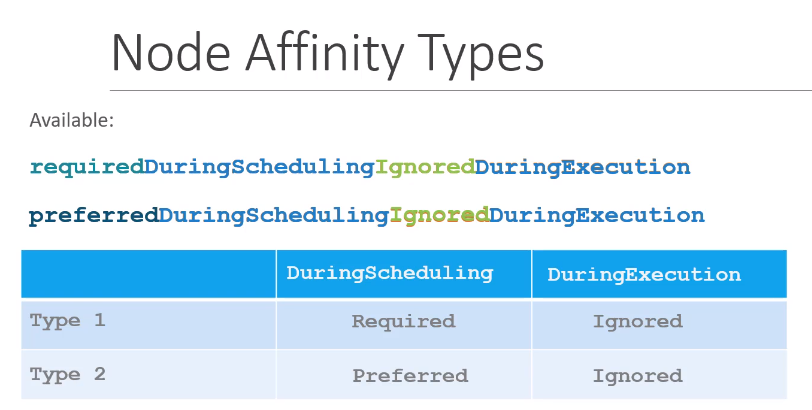 Node Affinity Types
Available:
requiredDuringSchedulingIgnoredDuringExecution
preferredDuringSchedulingIgnoredDuringExecution
DuringScheduling DuringExecution
Type 1 Required Ignored
Type 2 Preferred Ignored